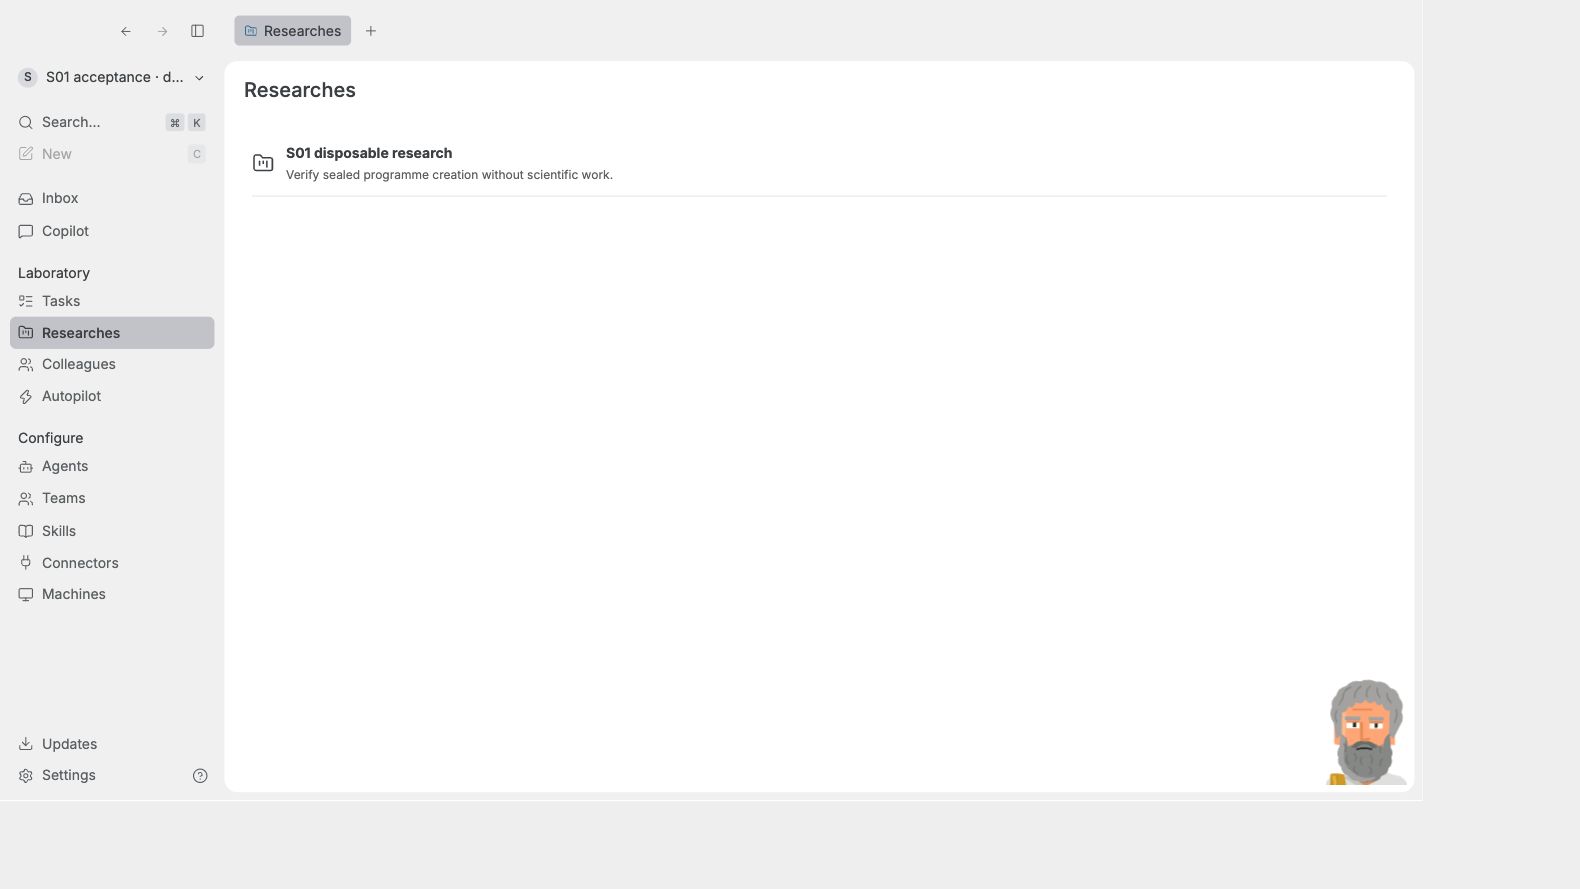 Researches
S01 acceptance · d...
Search... ⌘ K
New C
Inbox
Copilot
Laboratory
Tasks
Researches
Colleagues
Autopilot
Configure
Agents
Teams
Skills
Connectors
Machines
Updates
Settings
Researches
S01 disposable research
Verify sealed programme creation without scientific work.